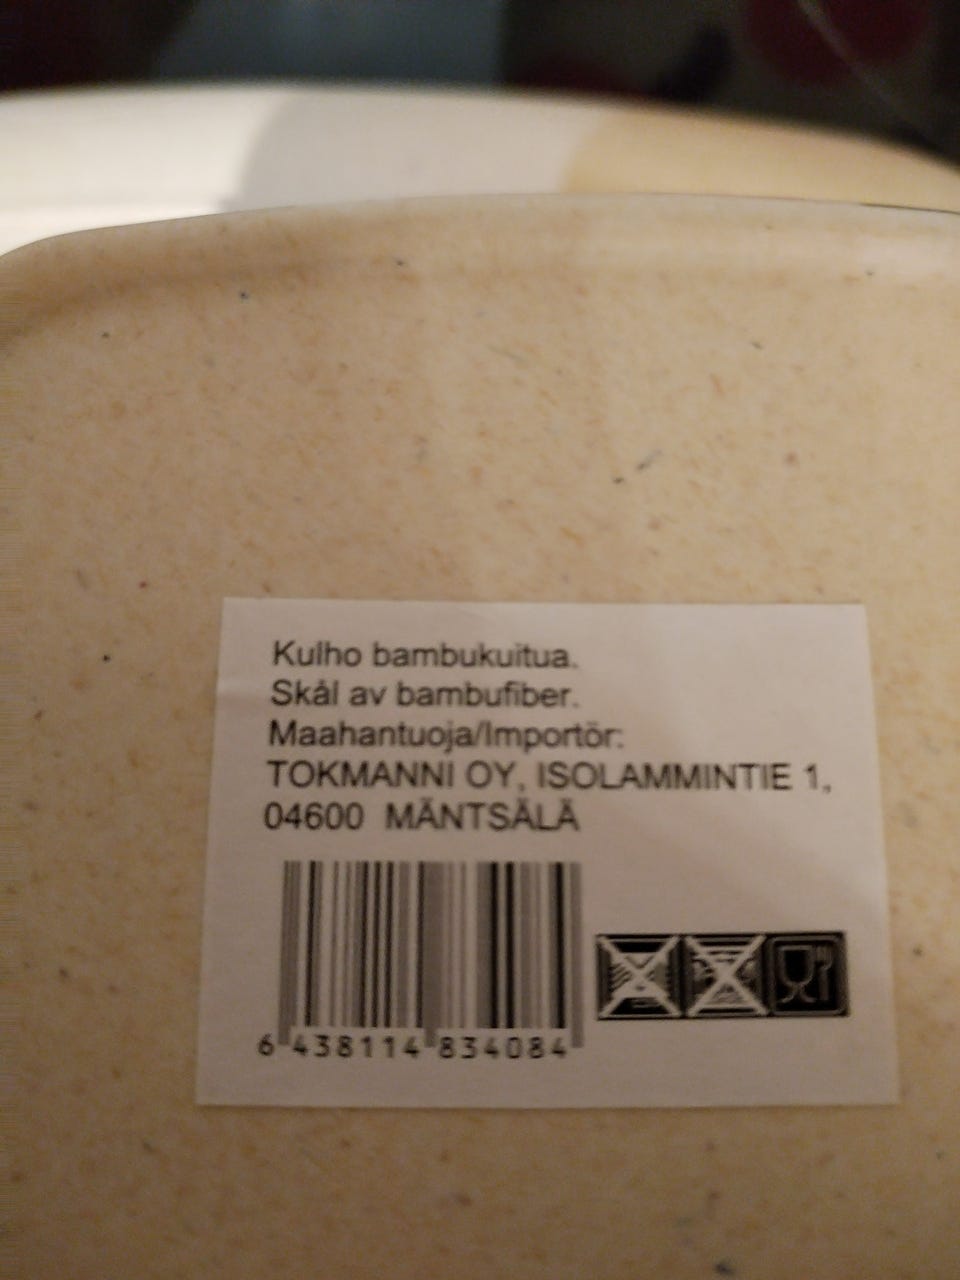 Kulho bambukuitua.
Skål av bambufiber.
Maahantuoja/Importör:
TOKMANNI OY, ISOLAMMINTIE 1,
04600 MÄNTSÄLÄ
6 438114 834084